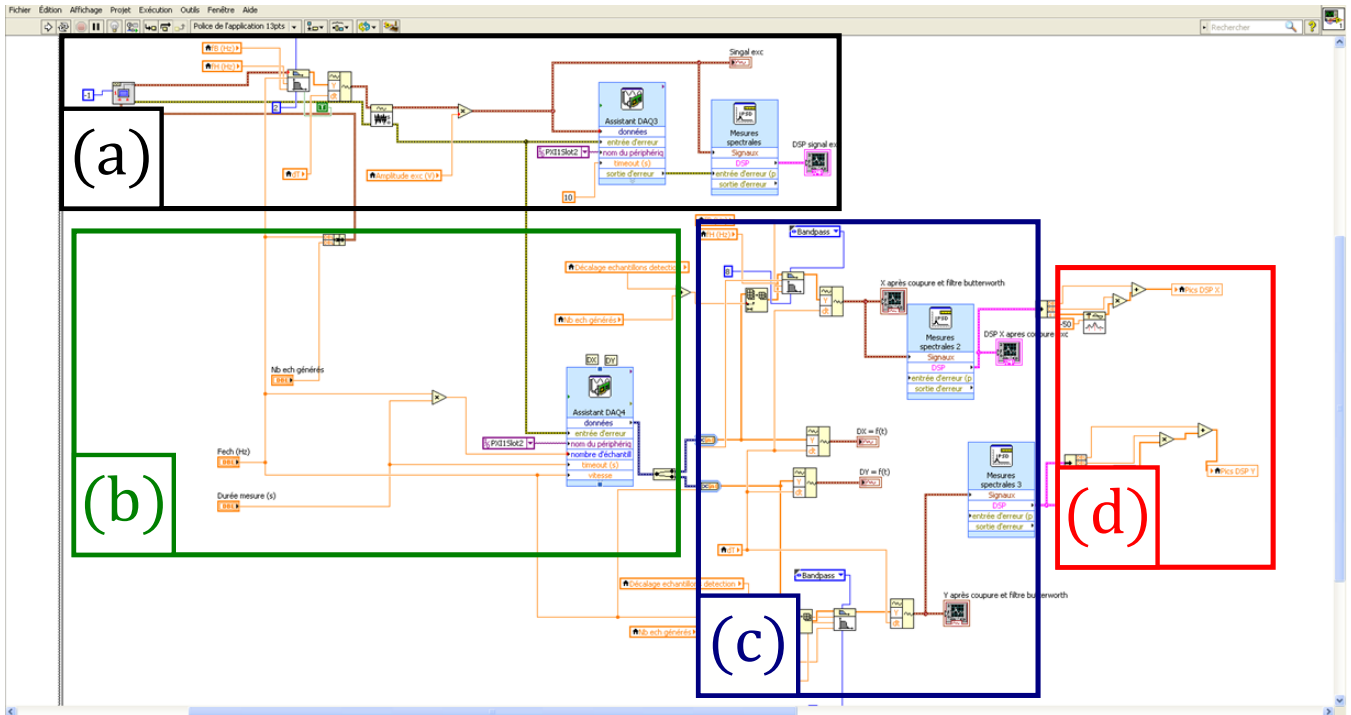 Fichier Édition Affichage Projet Exécution Outils Fenêtre Aide
Police de l'application 13pts
Rechercher
fB (Hz)
fH (Hz)
-1
2
dT
Amplitude exc (V)
Singal exc
Assistant DAQ3
données
entrée d'erreur
nom du périphériq
timeout (s)
sortie d'erreur
PXI1Slot2
10
Mesures
spectrales
Signaux
DSP
entrée d'erreur (p
sortie d'erreur
DSP signal ex
(a)
Décalage echantillons detection
Nb ech générés
DX DY
Nb ech générés
Assistant DAQ4
données
entrée d'erreur
nom du périphériq
nombre d'échantill
timeout (s)
vitesse
PXI1Slot2
Fech (Hz)
Durée mesure (s)
(b)
fH (Hz)
Bandpass
8
X après coupure et filtre butterworth
Mesures
spectrales 2
Signaux
DSP
entrée d'erreur (p
sortie d'erreur
DSP X apres coupure exc
DX = f(t)
DY = f(t)
Mesures
spectrales 3
Signaux
DSP
entrée d'erreur (p
sortie d'erreur
dT
Bandpass
Décalage echantillons detection
Nb ech générés
Y après coupure et filtre butterworth
(c)
Pics DSP X
-50
Pics DSP Y
(d)